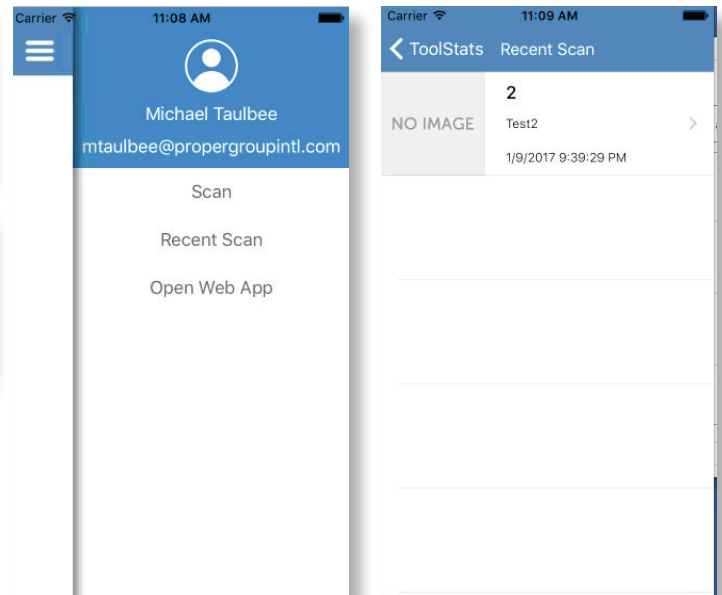 Carrier 11:08 AM
Michael Taulbee
mtaulbee@propergroupintl.com
Scan
Recent Scan
Open Web App
Carrier 11:09 AM
ToolStats Recent Scan
NO IMAGE
2
Test2
1/9/2017 9:39:29 PM